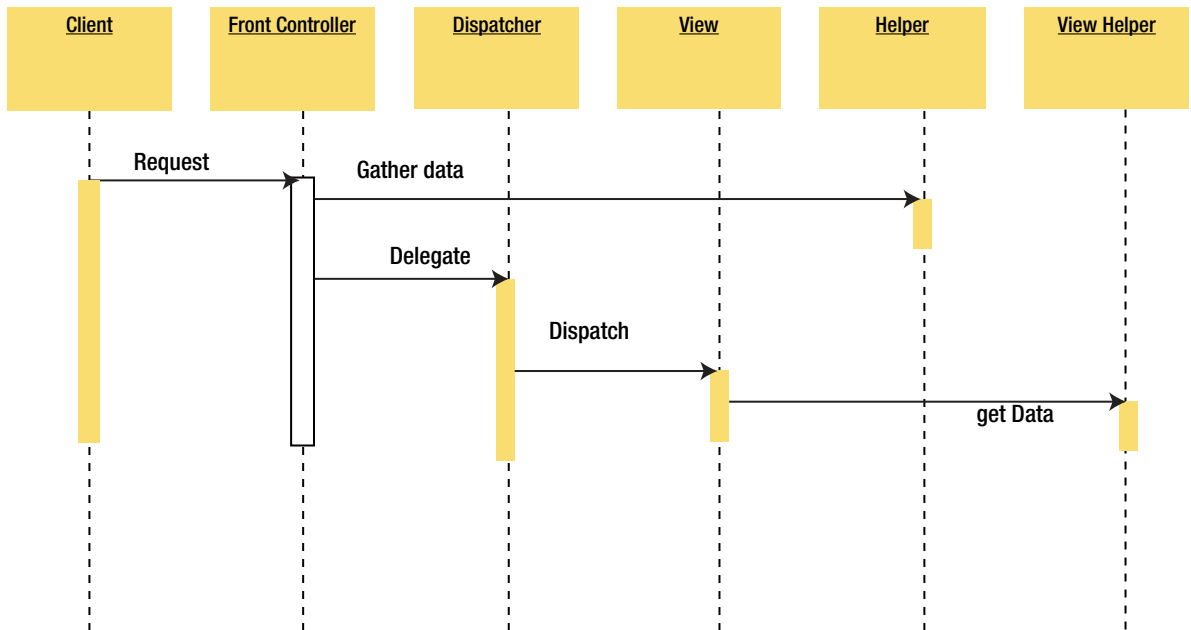 Client
Front Controller
Dispatcher
View
Helper
View Helper
Request
Gather data
Delegate
Dispatch
get Data